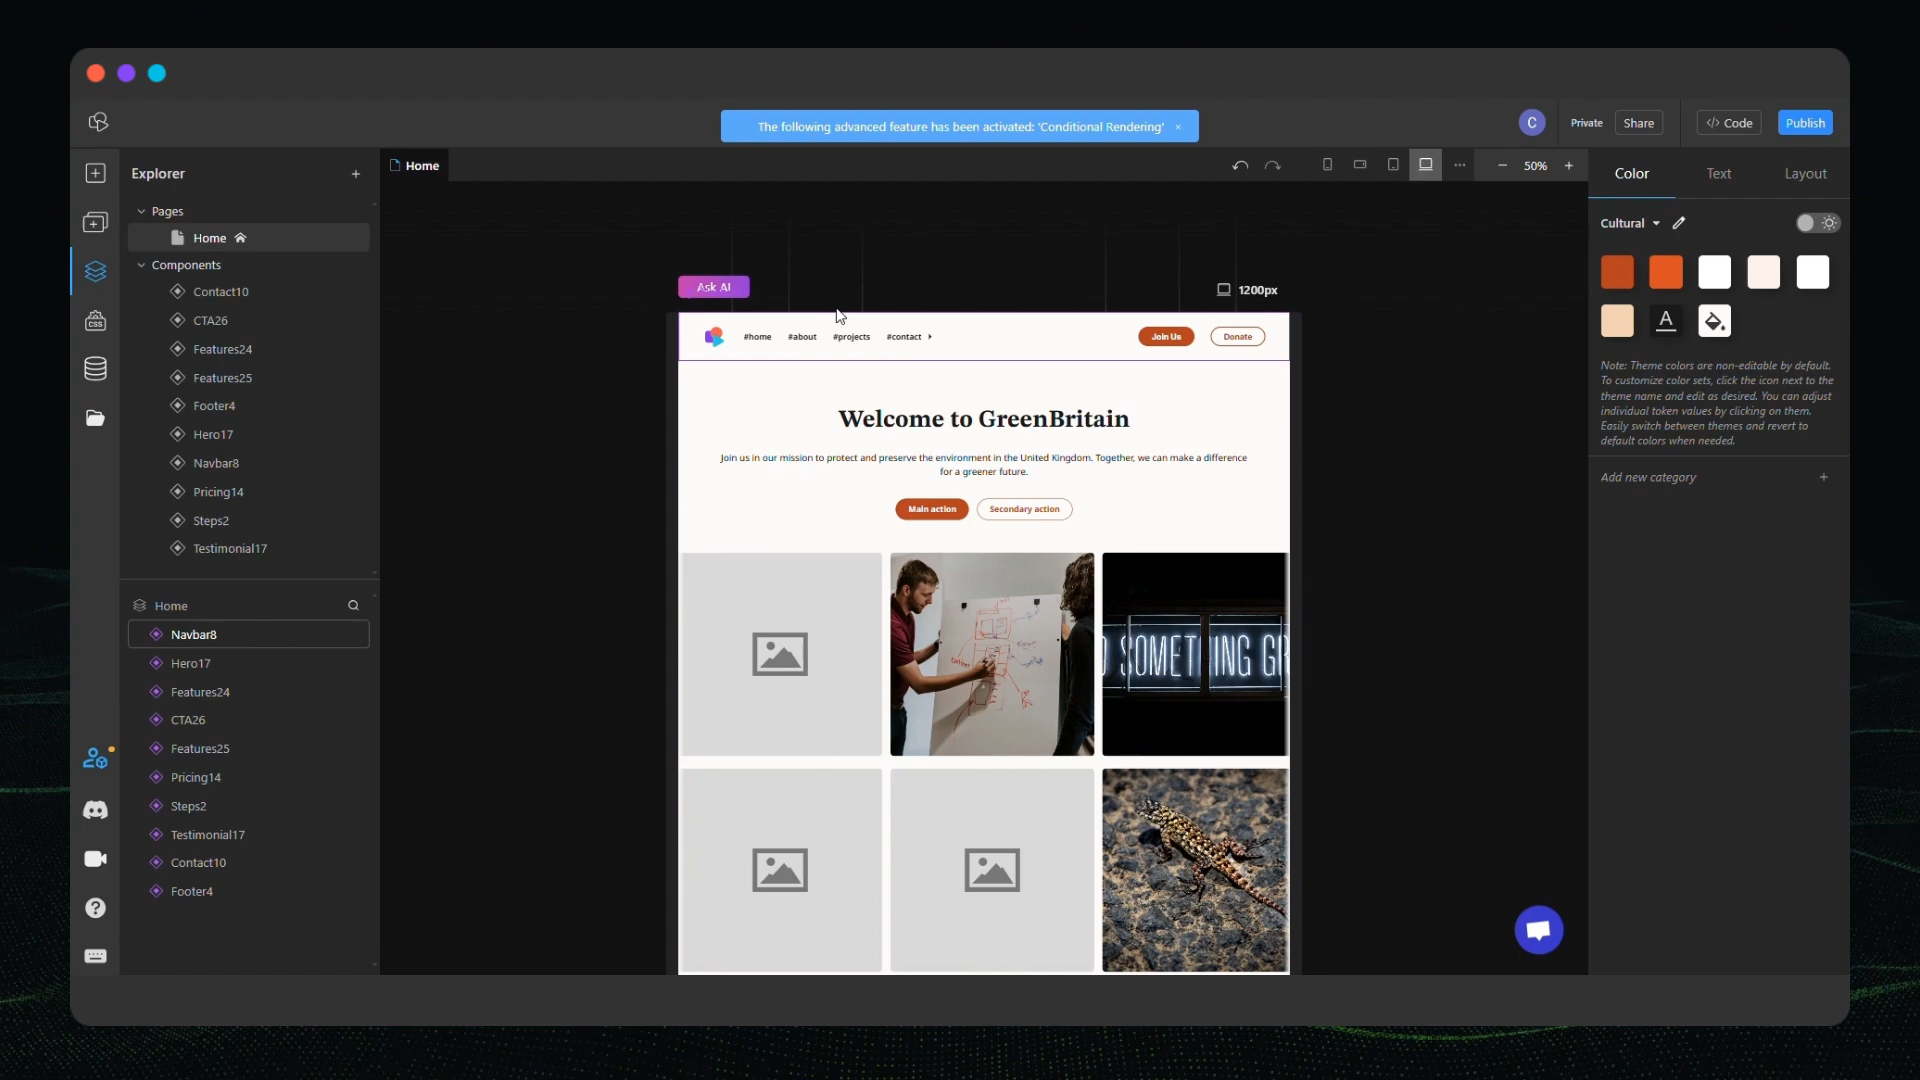 The following advanced feature has been activated: 'Conditional Rendering' ×
C
Private
Share
</> Code
Publish
Explorer
Home
50%
Color
Text
Layout
Pages
Home
Components
Contact10
CTA26
Features24
Features25
Footer4
Hero17
Navbar8
Pricing14
Steps2
Testimonial17
Home
Navbar8
Hero17
Features24
CTA26
Features25
Pricing14
Steps2
Testimonial17
Contact10
Footer4
CSS
Ask AI
1200px
#home
#about
#projects
#contact
Join Us
Donate
Welcome to GreenBritain
Join us in our mission to protect and preserve the environment in the United Kingdom. Together, we can make a difference
for a greener future.
Main action
Secondary action
SOMETHING GR
Cultural
A
Note: Theme colors are non-editable by default.
To customize color sets, click the icon next to the
theme name and edit as desired. You can adjust
individual token values by clicking on them.
Easily switch between themes and revert to
default colors when needed.
Add new category